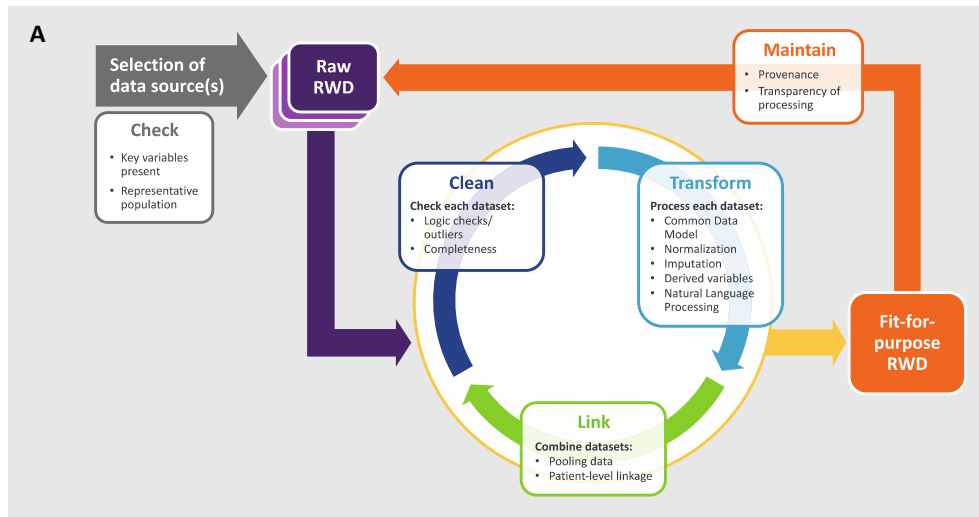 A
Selection of
data source(s)
Raw
RWD
Maintain
• Provenance
• Transparency of
processing
Check
• Key variables
present
• Representative
population
Clean
Check each dataset:
• Logic checks/
outliers
• Completeness
Transform
Process each dataset:
• Common Data
Model
• Normalization
• Imputation
• Derived variables
• Natural Language
Processing
Fit-for-
purpose
RWD
Link
Combine datasets:
• Pooling data
• Patient-level linkage